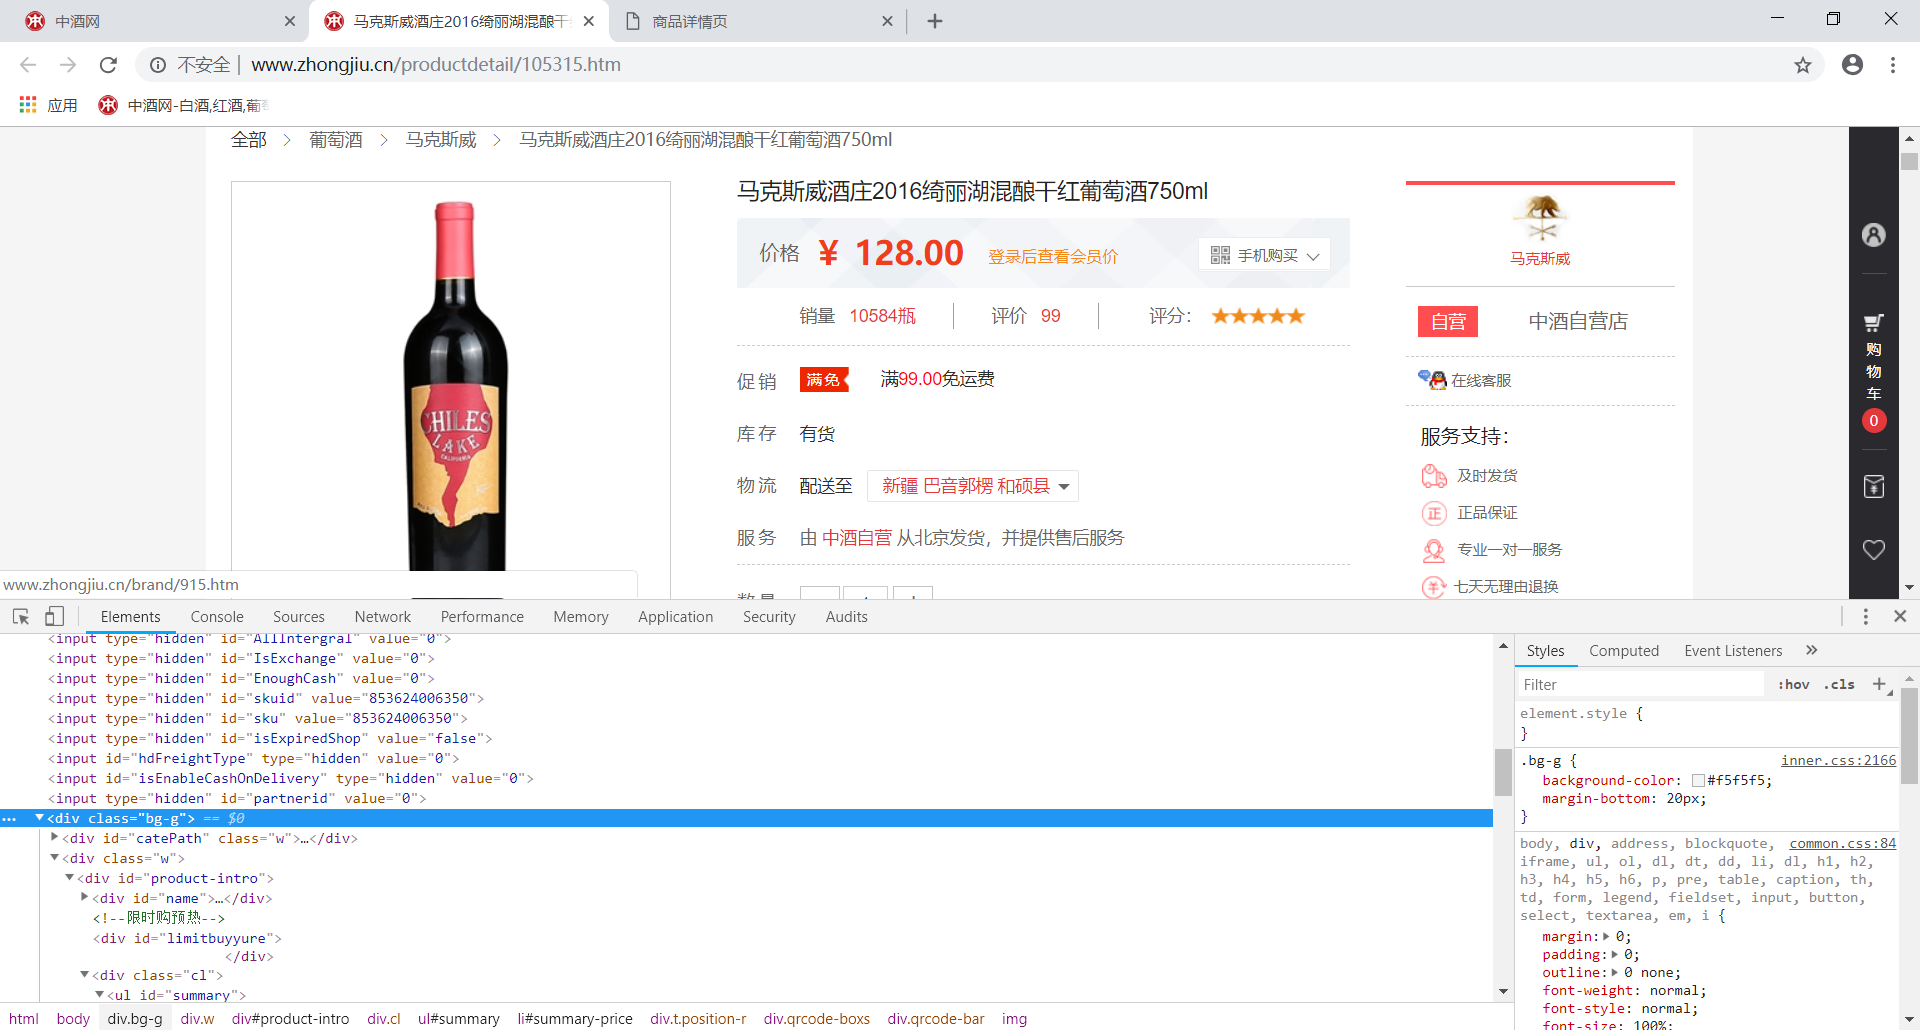 中酒网
马克斯威酒庄2016绮丽湖混酿干
商品详情页
不安全 | www.zhongjiu.cn/productdetail/105315.htm
应用
中酒网-白酒,红酒,葡
全部 > 葡萄酒 > 马克斯威 > 马克斯威酒庄2016绮丽湖混酿干红葡萄酒750ml
CHILES
LAKE
CALIFORNIA
马克斯威酒庄2016绮丽湖混酿干红葡萄酒750ml
价格 ¥ 128.00 登录后查看会员价 手机购买
销量 10584瓶 评价 99 评分:
促销 满免 满99.00免运费
库存 有货
物流 配送至 新疆 巴音郭楞 和硕县
服务 由 中酒自营 从北京发货，并提供售后服务
数量
马克斯威
自营 中酒自营店
在线客服
服务支持：
及时发货
正 正品保证
专业一对一服务
七天无理由退换
购
物
车
0
www.zhongjiu.cn/brand/915.htm
Elements Console Sources Network Performance Memory Application Security Audits
<input type="hidden" id="AllIntergral" value="0">
<input type="hidden" id="IsExchange" value="0">
<input type="hidden" id="EnoughCash" value="0">
<input type="hidden" id="skuid" value="853624006350">
<input type="hidden" id="sku" value="853624006350">
<input type="hidden" id="isExpiredShop" value="false">
<input id="hdFreightType" type="hidden" value="0">
<input id="isEnableCashOnDelivery" type="hidden" value="0">
<input type="hidden" id="partnerid" value="0">
<div class="bg-g"> == $0
<div id="catePath" class="w">…</div>
<div class="w">
<div id="product-intro">
<div id="name">…</div>
<!--限时购预热-->
<div id="limitbuyyure">
</div>
<div class="cl">
<ul id="summary">
html body div.bg-g div.w div#product-intro div.cl ul#summary li#summary-price div.t.position-r div.qrcode-boxs div.qrcode-bar img
Styles Computed Event Listeners »
Filter :hov .cls +
element.style {
}
.bg-g { inner.css:2166
background-color: #f5f5f5;
margin-bottom: 20px;
}
body, div, address, blockquote, common.css:84
iframe, ul, ol, dl, dt, dd, li, dl, h1, h2,
h3, h4, h5, h6, p, pre, table, caption, th,
td, form, legend, fieldset, input, button,
select, textarea, em, i {
margin: 0;
padding: 0;
outline: 0 none;
font-weight: normal;
font-style: normal;
font-size: 100%;